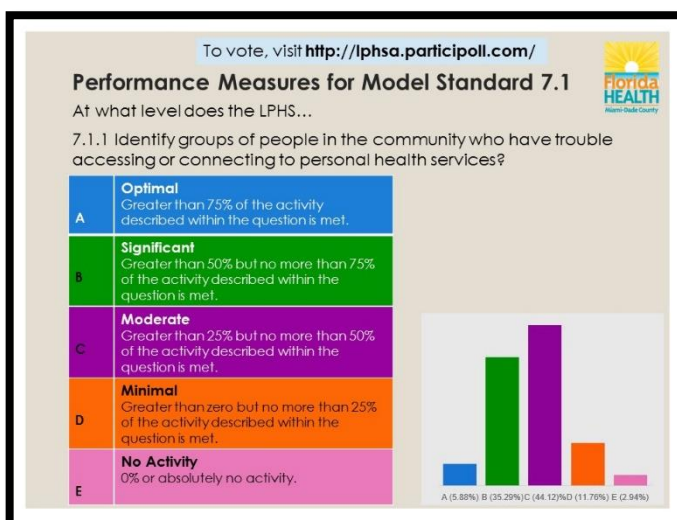 To vote, visit http://lphsa.participoll.com/
Performance Measures for Model Standard 7.1
Florida
HEALTH
Miami-Dade County
At what level does the LPHS...
7.1.1 Identify groups of people in the community who have trouble
accessing or connecting to personal health services?
A
Optimal
Greater than 75% of the activity
described within the question is met.
B
Significant
Greater than 50% but no more than 75%
of the activity described within the
question is met.
C
Moderate
Greater than 25% but no more than 50%
of the activity described within the
question is met.
D
Minimal
Greater than zero but no more than 25%
of the activity described within the
question is met.
E
No Activity
0% or absolutely no activity.
A (5.88%) B (35.29%)C (44.12)%D (11.76%) E (2.94%)